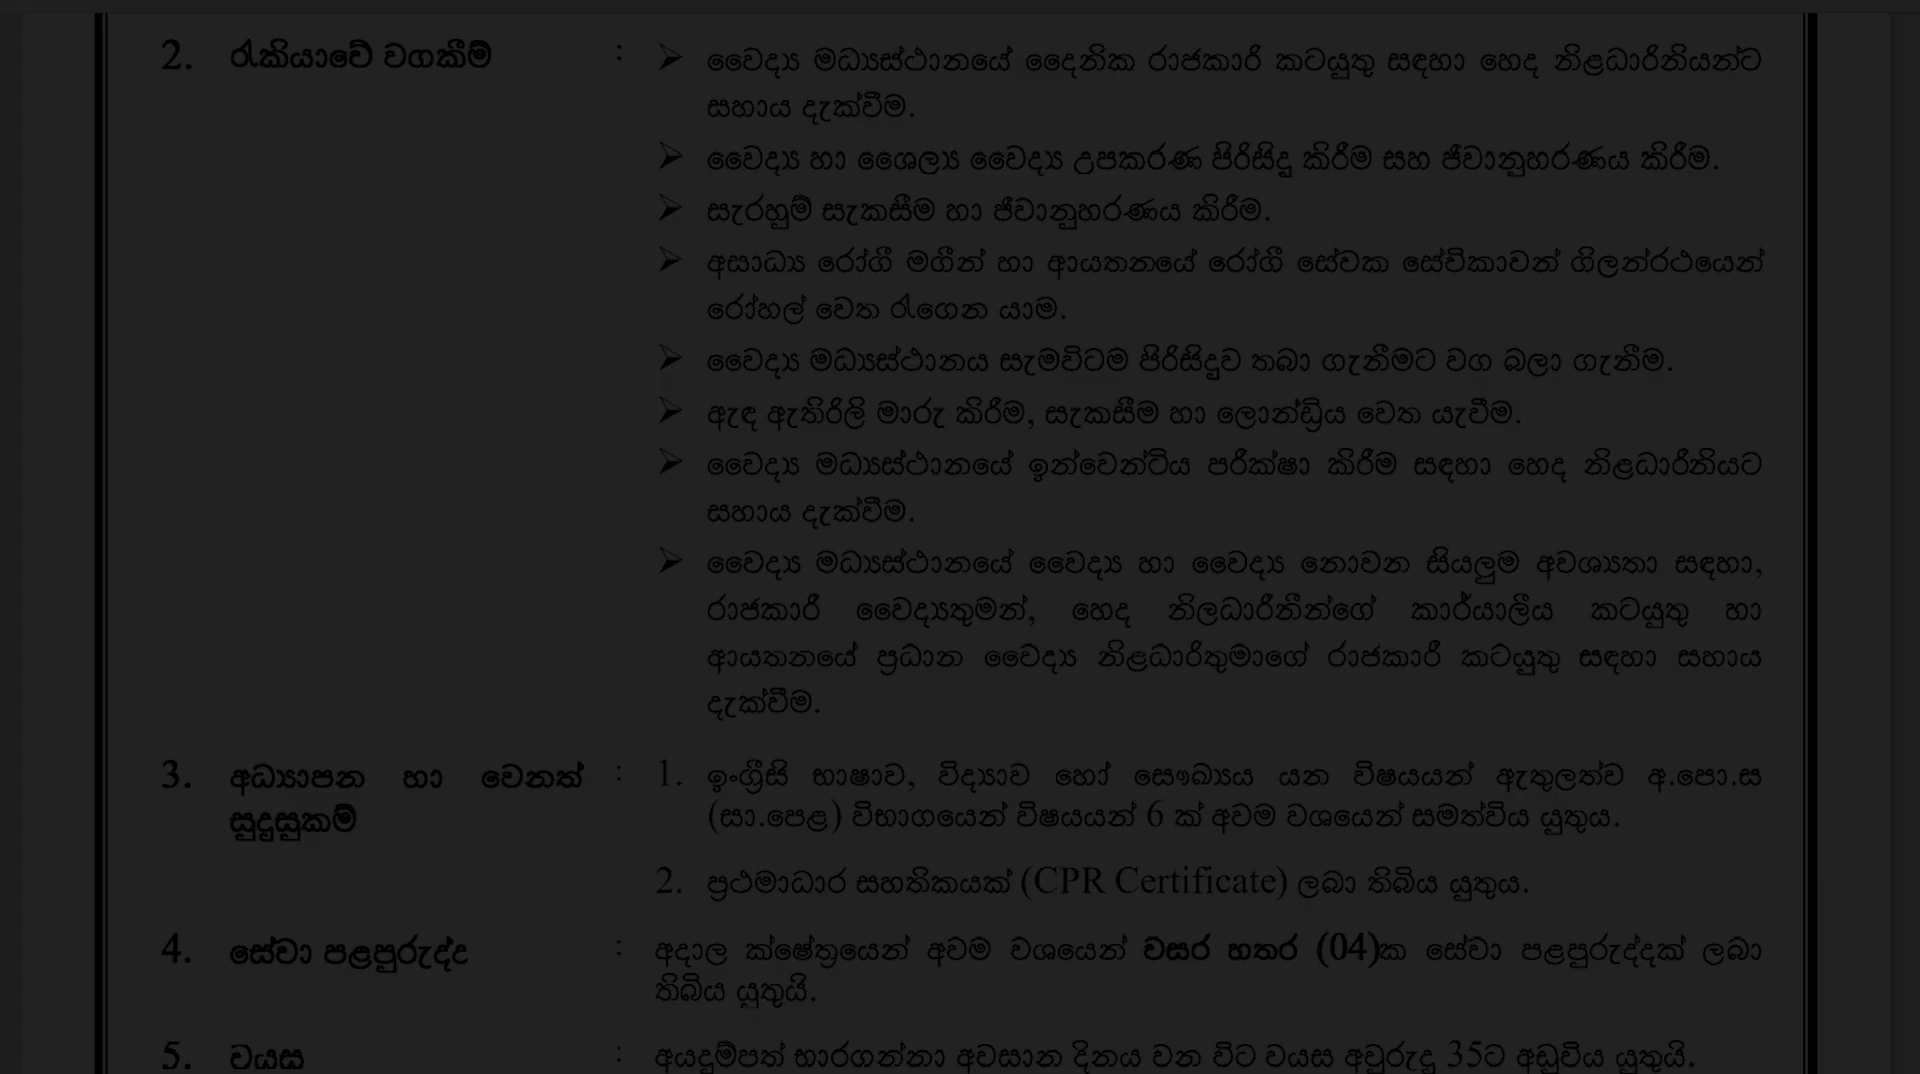 2. රැකියාවේ වගකීම් : ➢ වෛද්‍ය මධ්‍යස්ථානයේ දෛනික රාජකාරි කටයුතු සඳහා හෙද නිළධාරිනියන්ට
සහාය දැක්වීම.
➢ වෛද්‍ය හා ශෛල්‍ය වෛද්‍ය උපකරණ පිරිසිදු කිරීම සහ ජීවානුහරණය කිරීම.
➢ සැරහුම් සැකසීම හා ජීවානුහරණය කිරීම.
➢ අසාධ්‍ය රෝගී මගීන් හා ආයතනයේ රෝගී සේවක සේවිකාවන් ගිලන්රථයෙන්
රෝහල් වෙත රැගෙන යාම.
➢ වෛද්‍ය මධ්‍යස්ථානය සැමවිටම පිරිසිදුව තබා ගැනීමට වග බලා ගැනීම.
➢ ඇඳ ඇතිරිලි මාරු කිරීම, සැකසීම හා ලොන්ඩ්‍රිය වෙත යැවීම.
➢ වෛද්‍ය මධ්‍යස්ථානයේ ඉන්වෙන්ට්‍රිය පරීක්ෂා කිරීම සඳහා හෙද නිළධාරීනියට
සහාය දැක්වීම.
➢ වෛද්‍ය මධ්‍යස්ථානයේ වෛද්‍ය හා වෛද්‍ය නොවන සියලුම අවශ්‍යතා සඳහා,
රාජකාරී වෛද්‍යතුමන්, හෙද නිලධාරීනීන්ගේ කාර්යාලීය කටයුතු හා
ආයතනයේ ප්‍රධාන වෛද්‍ය නිළධාරිතුමාගේ රාජකාරී කටයුතු සඳහා සහාය
දැක්වීම.
3. අධ්‍යාපන හා වෙනත් : 1. ඉංග්‍රීසි භාෂාව, විද්‍යාව හෝ සෞඛ්‍යය යන විෂයයන් ඇතුලත්ව අ.පො.ස
සුදුසුකම් (සා.පෙළ) විභාගයෙන් විෂයයන් 6 ක් අවම වශයෙන් සමත්විය යුතුය.
2. ප්‍රථමාධාර සහතිකයක් (CPR Certificate) ලබා තිබිය යුතුය.
4. සේවා පළපුරුද්ද : අදාල ක්ෂේත්‍රයෙන් අවම වශයෙන් වසර හතර (04)ක සේවා පළපුරුද්දක් ලබා
තිබිය යුතුයි.
5. වයස : අයදුම්පත් භාරගන්නා අවසාන දිනය වන විට වයස අවුරුදු 35ට අඩුවිය යුතුයි.